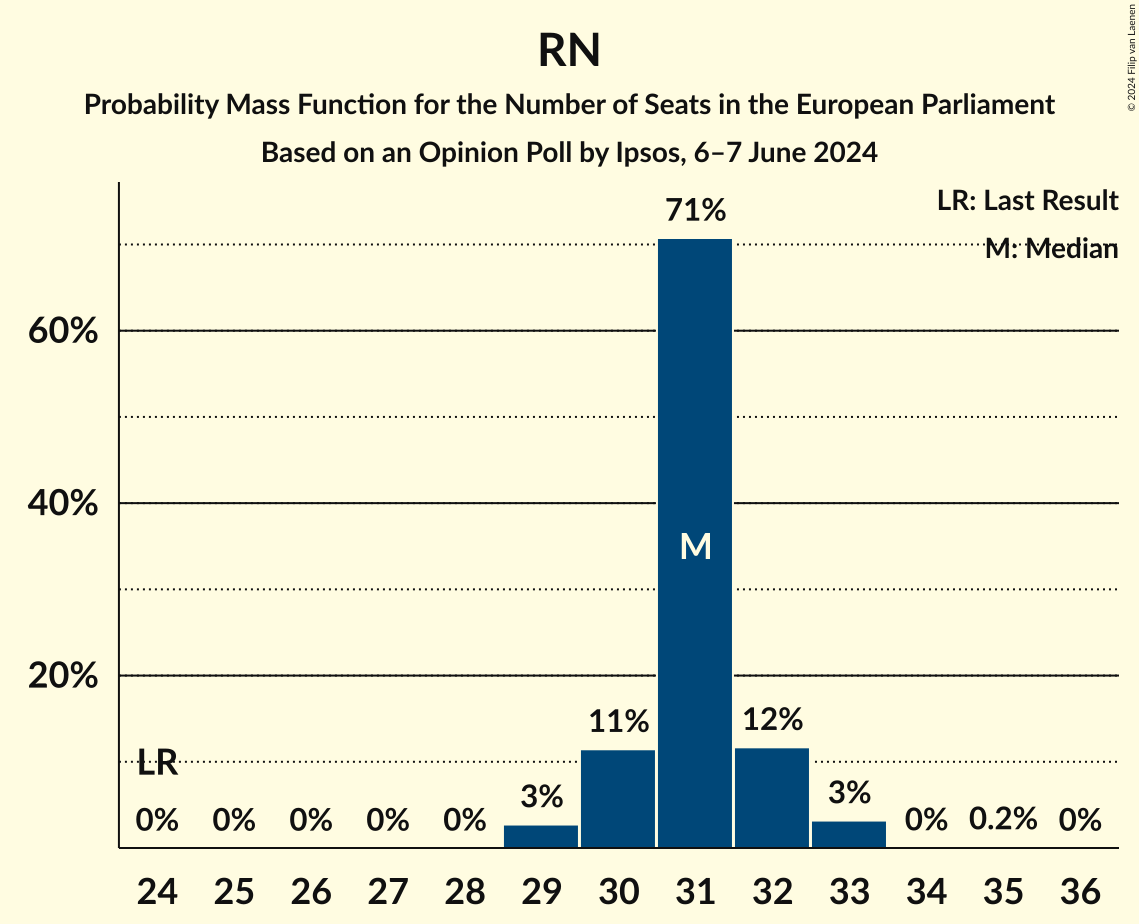 RN
Probability Mass Function for the Number of Seats in the European Parliament
Based on an Opinion Poll by Ipsos, 6–7 June 2024
© 2024 Filip van Laenen
LR: Last Result
M: Median
71%
60%
40%
M
20%
11%
12%
LR
3%
3%
0%
0%
0%
0%
0%
0%
0.2%
0%
24 25 26 27 28 29 30 31 32 33 34 35 36